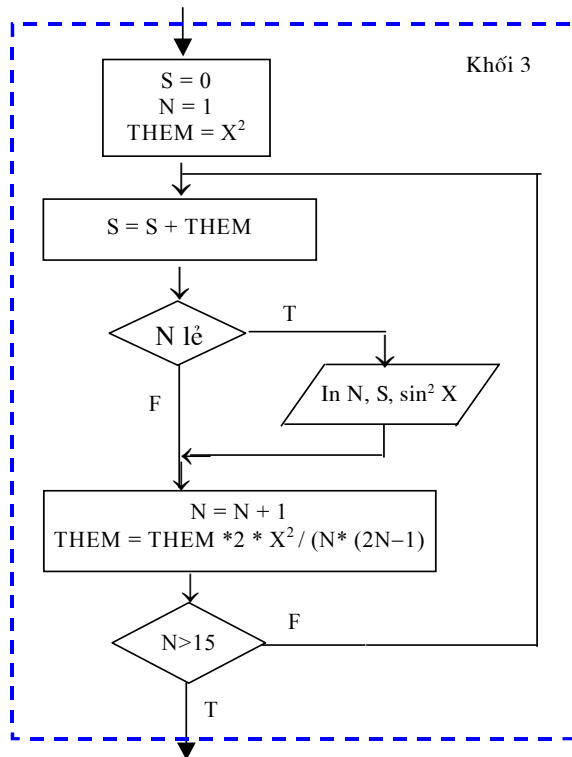 Khối 3
S = 0
N = 1
THEM = X²
S = S + THEM
N lẻ
T
F
In N, S, sin² X
N = N + 1
THEM = THEM *2 * X² / (N* (2N−1)
N>15
F
T